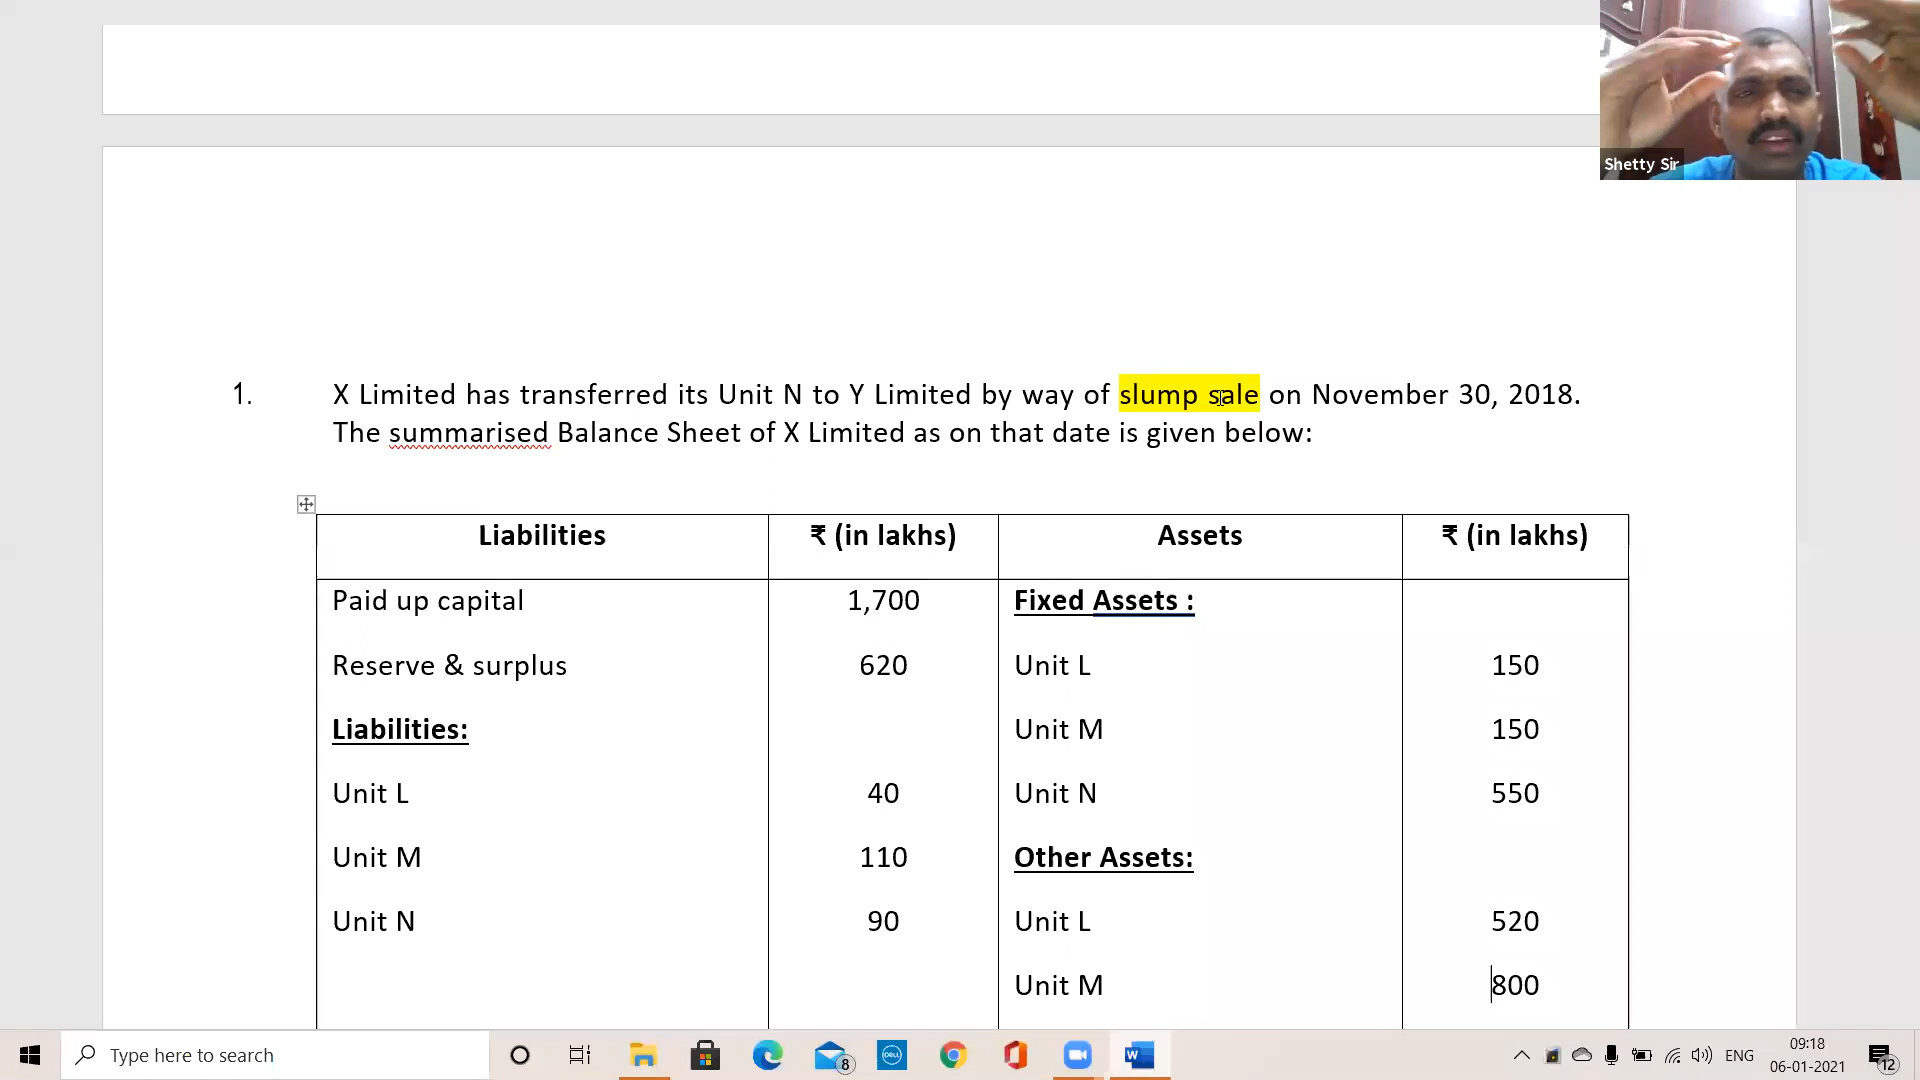 Shetty Sir
1. X Limited has transferred its Unit N to Y Limited by way of slump sale on November 30, 2018.
The summarised Balance Sheet of X Limited as on that date is given below:
Liabilities ₹ (in lakhs) Assets ₹ (in lakhs)
Paid up capital 1,700 Fixed Assets :
Reserve & surplus 620 Unit L 150
Liabilities: Unit M 150
Unit L 40 Unit N 550
Unit M 110 Other Assets:
Unit N 90 Unit L 520
Unit M 800
Type here to search
8
DELL
W
ENG
09:18
06-01-2021
12